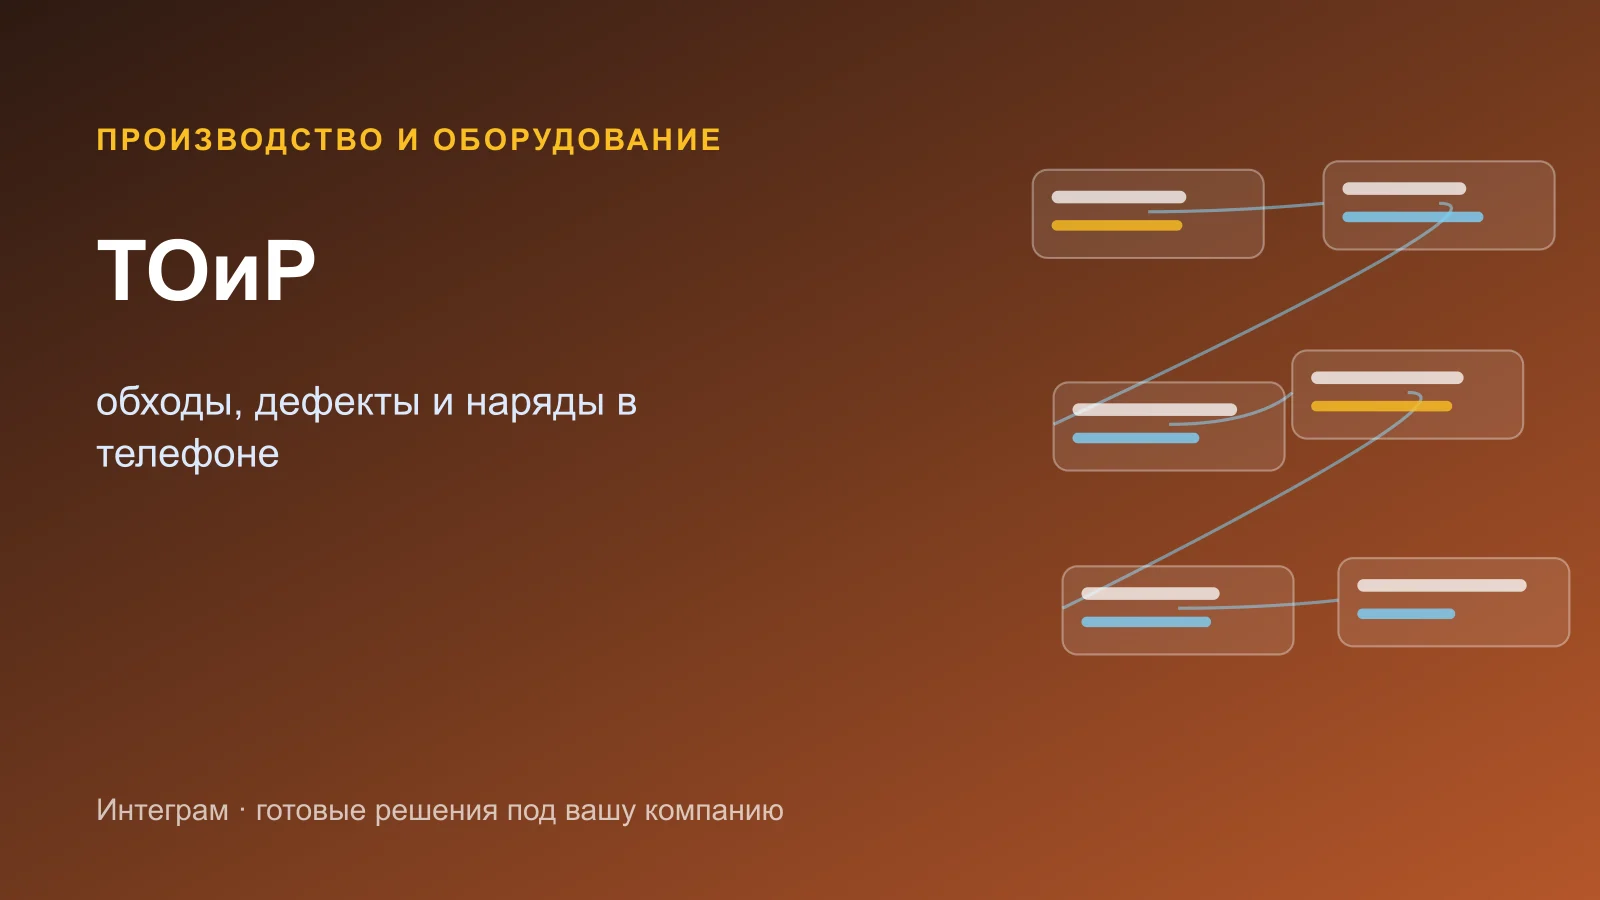 ПРОИЗВОДСТВО И ОБОРУДОВАНИЕ
ТОиР
обходы, дефекты и наряды в
телефоне
Интеграм · готовые решения под вашу компанию